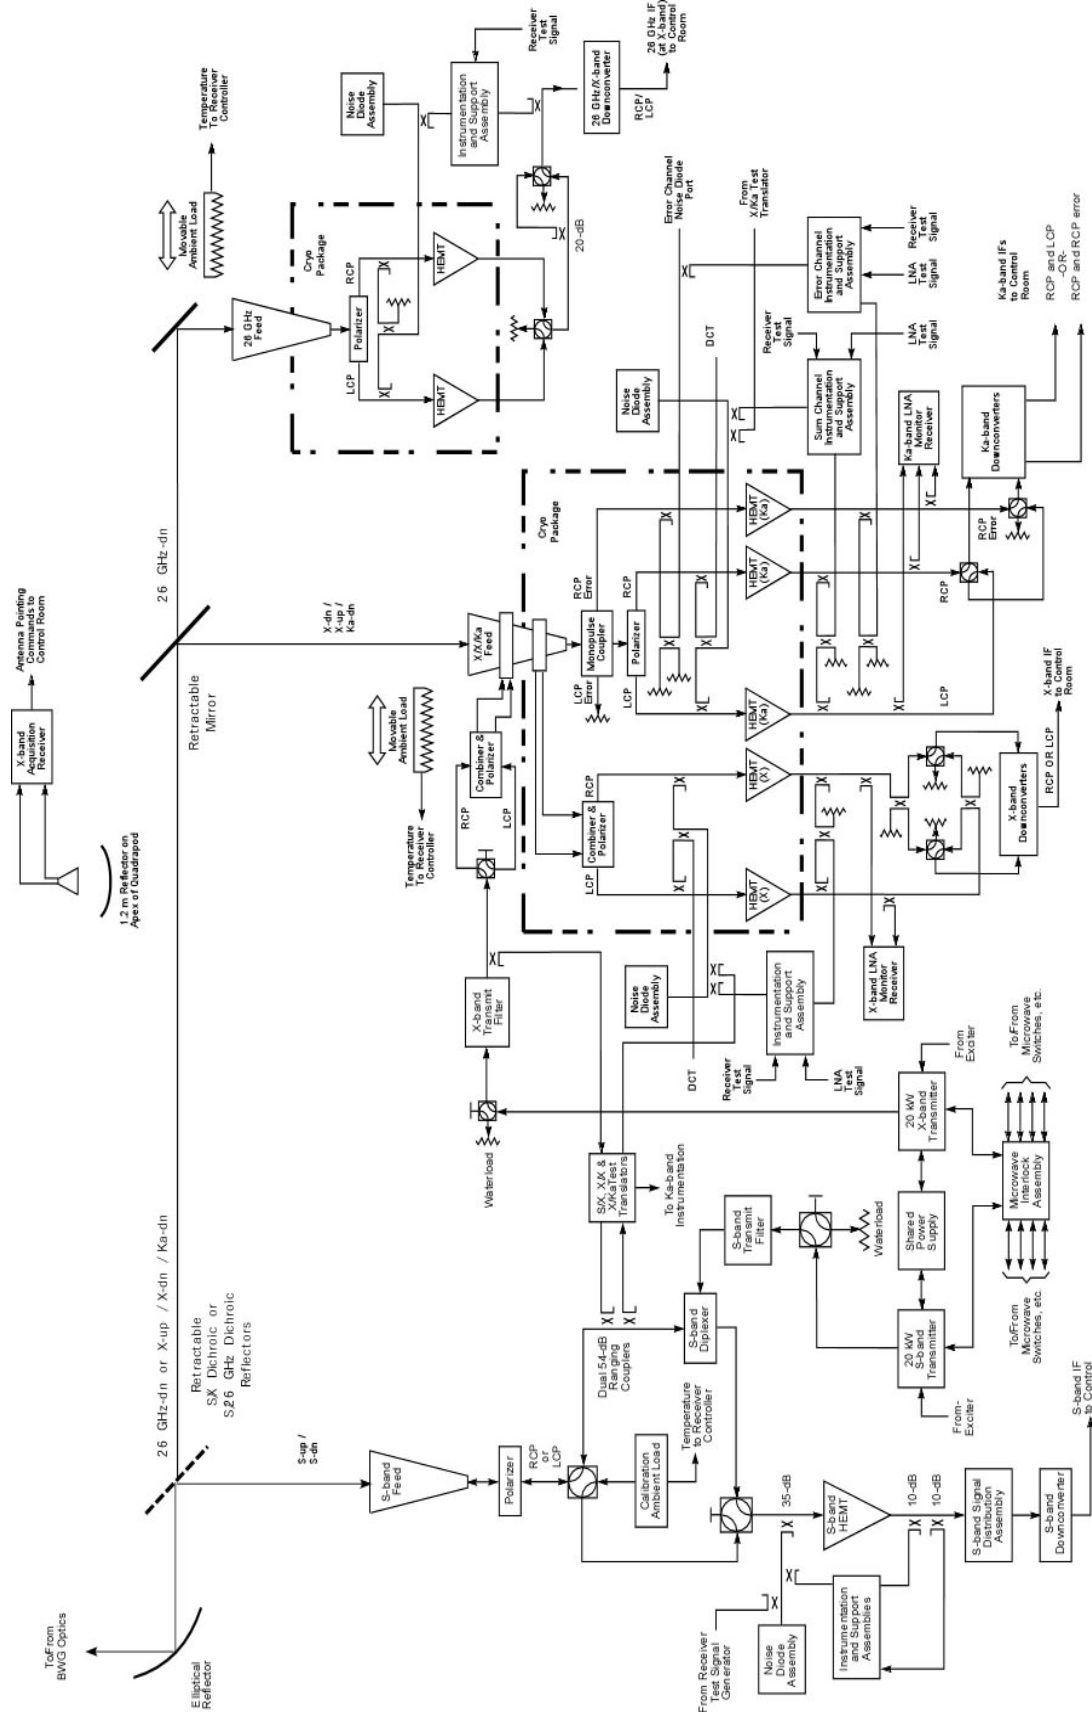 To/From
BWG Optics
Elliptical
Reflector
26 GHz-dn or X-up / X-dn / Ka-dn
Retractable
S/X Dichroic or
S/26 GHz Dichroic
Reflectors
S-up /
S-dn
S-band
Feed
Polarizer
RCP
or
LCP
Calibration
Ambient Load
Temperature
to Receiver
Controller
Dual 54-dB
Ranging
Couplers
S-band
Diplexer
S-band
Transmit
Filter
Waterload
35-dB
S-band
HEMT
10-dB
10-dB
From Receiver
Test Signal
Generator
Noise
Diode
Assembly
Instrumentation
and Support
Assemblies
S-band Signal
Distribution
Assembly
S-band
Downconverter
S-band IF
to Control
From
Exciter
20 kW
S-band
Transmitter
Shared
Power
Supply
20 kW
X-band
Transmitter
From
Exciter
Microwave
Interlock
Assembly
To/From
Microwave
Switches, etc.
To/From
Microwave
Switches, etc.
1.2 m Reflector on
Apex of Quadrapod
X-band
Acquisition
Receiver
Antenna Pointing
Commands to
Control Room
Retractable
Mirror
26 GHz-dn
X-dn /
X-up /
Ka-dn
Waterload
X-band
Transmit
Filter
S/X, X/X &
X/KaTest
Translators
To Ka-band
Instrumentation
RCP
LCP
Combiner &
Polarizer
Temperature
To Receiver
Controller
Movable
Ambient Load
X/X/Ka
Feed
Cryo
Package
Combiner &
Polarizer
LCP
RCP
LCP
Error
Monopulse
Coupler
RCP
Error
Polarizer
LCP
RCP
HEMT
(X)
HEMT
(X)
HEMT
(Ka)
HEMT
(Ka)
HEMT
(Ka)
Noise
Diode
Assembly
DCT
Receiver
Test
Signal
LNA
Test
Signal
Instrumentation
and Support
Assembly
X-band LNA
Monitor
Receiver
X-band
Downconverters
RCP OR LCP
X-band IF
to Control
Room
LCP
RCP
RCP
Error
Ka-band LNA
Monitor
Receiver
Ka-band
Downconverters
Ka-band IFs
to Control
Room
RCP and LCP
-OR-
RCP and RCP error
Noise
Diode
Assembly
DCT
Error Channel
Noise Diode
Port
From
X/Ka Test
Translator
Receiver
Test
Signal
Sum Channel
Instrumentation
and Support
Assembly
LNA
Test
Signal
Error Channel
Instrumentation
and Support
Assembly
LNA
Test
Signal
Receiver
Test
Signal
Movable
Ambient Load
Temperature
To Receiver
Controller
26 GHz
Feed
Cryo
Package
Polarizer
LCP
RCP
HEMT
HEMT
Noise
Diode
Assembly
Instrumentation
and Support
Assembly
Receiver
Test
Signal
20-dB
26 GHz/X-band
Downconverter
RCP/
LCP
26 GHz IF
(at X-band)
to Control
Room